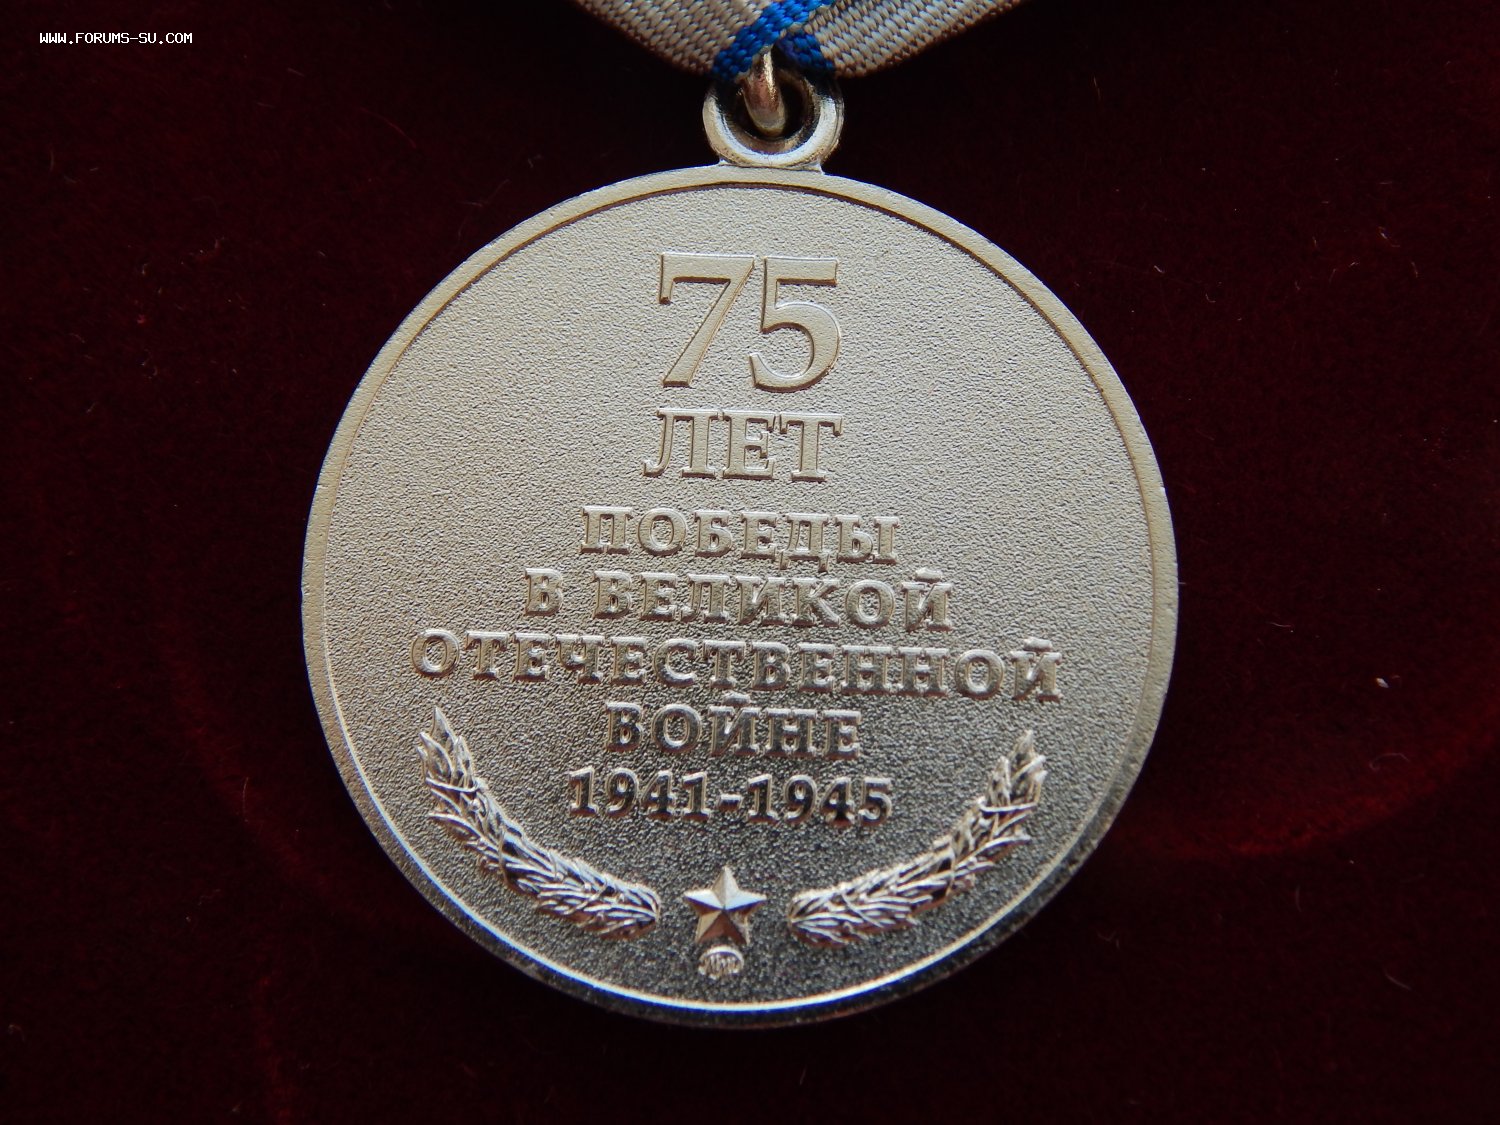 WWW.FORUMS-SU.COM
75
ЛЕТ
ПОБЕДЫ
В ВЕЛИКОЙ
ОТЕЧЕСТВЕННОЙ
ВОЙНЕ
1941-1945